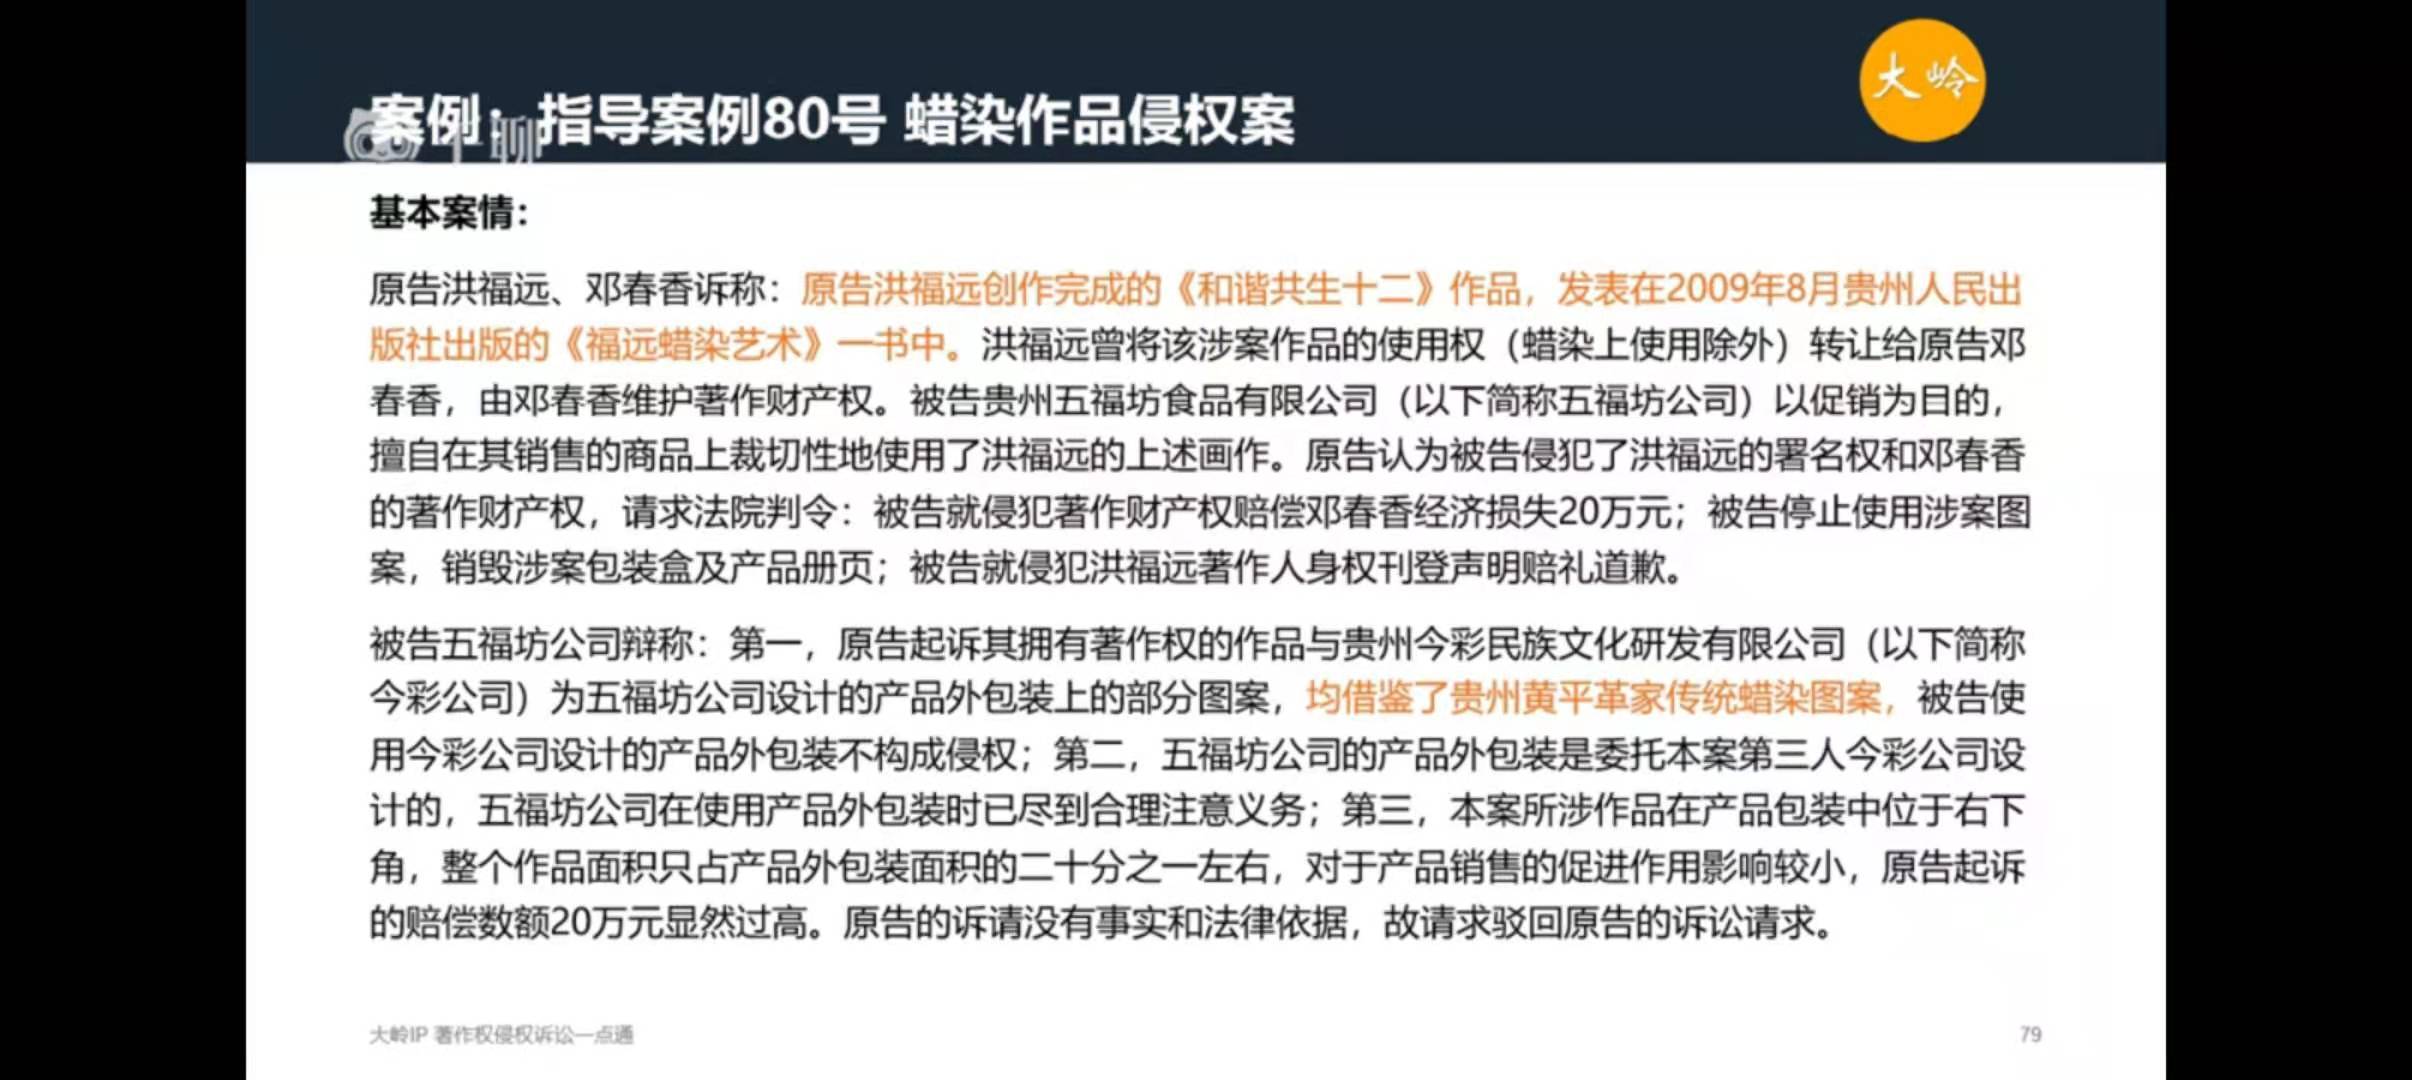 大岭
案例：指导案例80号 蜡染作品侵权案
千聊
基本案情：
原告洪福远、邓春香诉称：原告洪福远创作完成的《和谐共生十二》作品，发表在2009年8月贵州人民出
版社出版的《福远蜡染艺术》一书中。洪福远曾将该涉案作品的使用权（蜡染上使用除外）转让给原告邓
春香，由邓春香维护著作财产权。被告贵州五福坊食品有限公司（以下简称五福坊公司）以促销为目的，
擅自在其销售的商品上裁切性地使用了洪福远的上述画作。原告认为被告侵犯了洪福远的署名权和邓春香
的著作财产权，请求法院判令：被告就侵犯著作财产权赔偿邓春香经济损失20万元；被告停止使用涉案图
案，销毁涉案包装盒及产品册页；被告就侵犯洪福远著作人身权刊登声明赔礼道歉。
被告五福坊公司辩称：第一，原告起诉其拥有著作权的作品与贵州今彩民族文化研发有限公司（以下简称
今彩公司）为五福坊公司设计的产品外包装上的部分图案，均借鉴了贵州黄平革家传统蜡染图案，被告使
用今彩公司设计的产品外包装不构成侵权；第二，五福坊公司的产品外包装是委托本案第三人今彩公司设
计的，五福坊公司在使用产品外包装时已尽到合理注意义务；第三，本案所涉作品在产品包装中位于右下
角，整个作品面积只占产品外包装面积的二十分之一左右，对于产品销售的促进作用影响较小，原告起诉
的赔偿数额20万元显然过高。原告的诉请没有事实和法律依据，故请求驳回原告的诉讼请求。
大岭IP 著作权侵权诉讼一点通
79